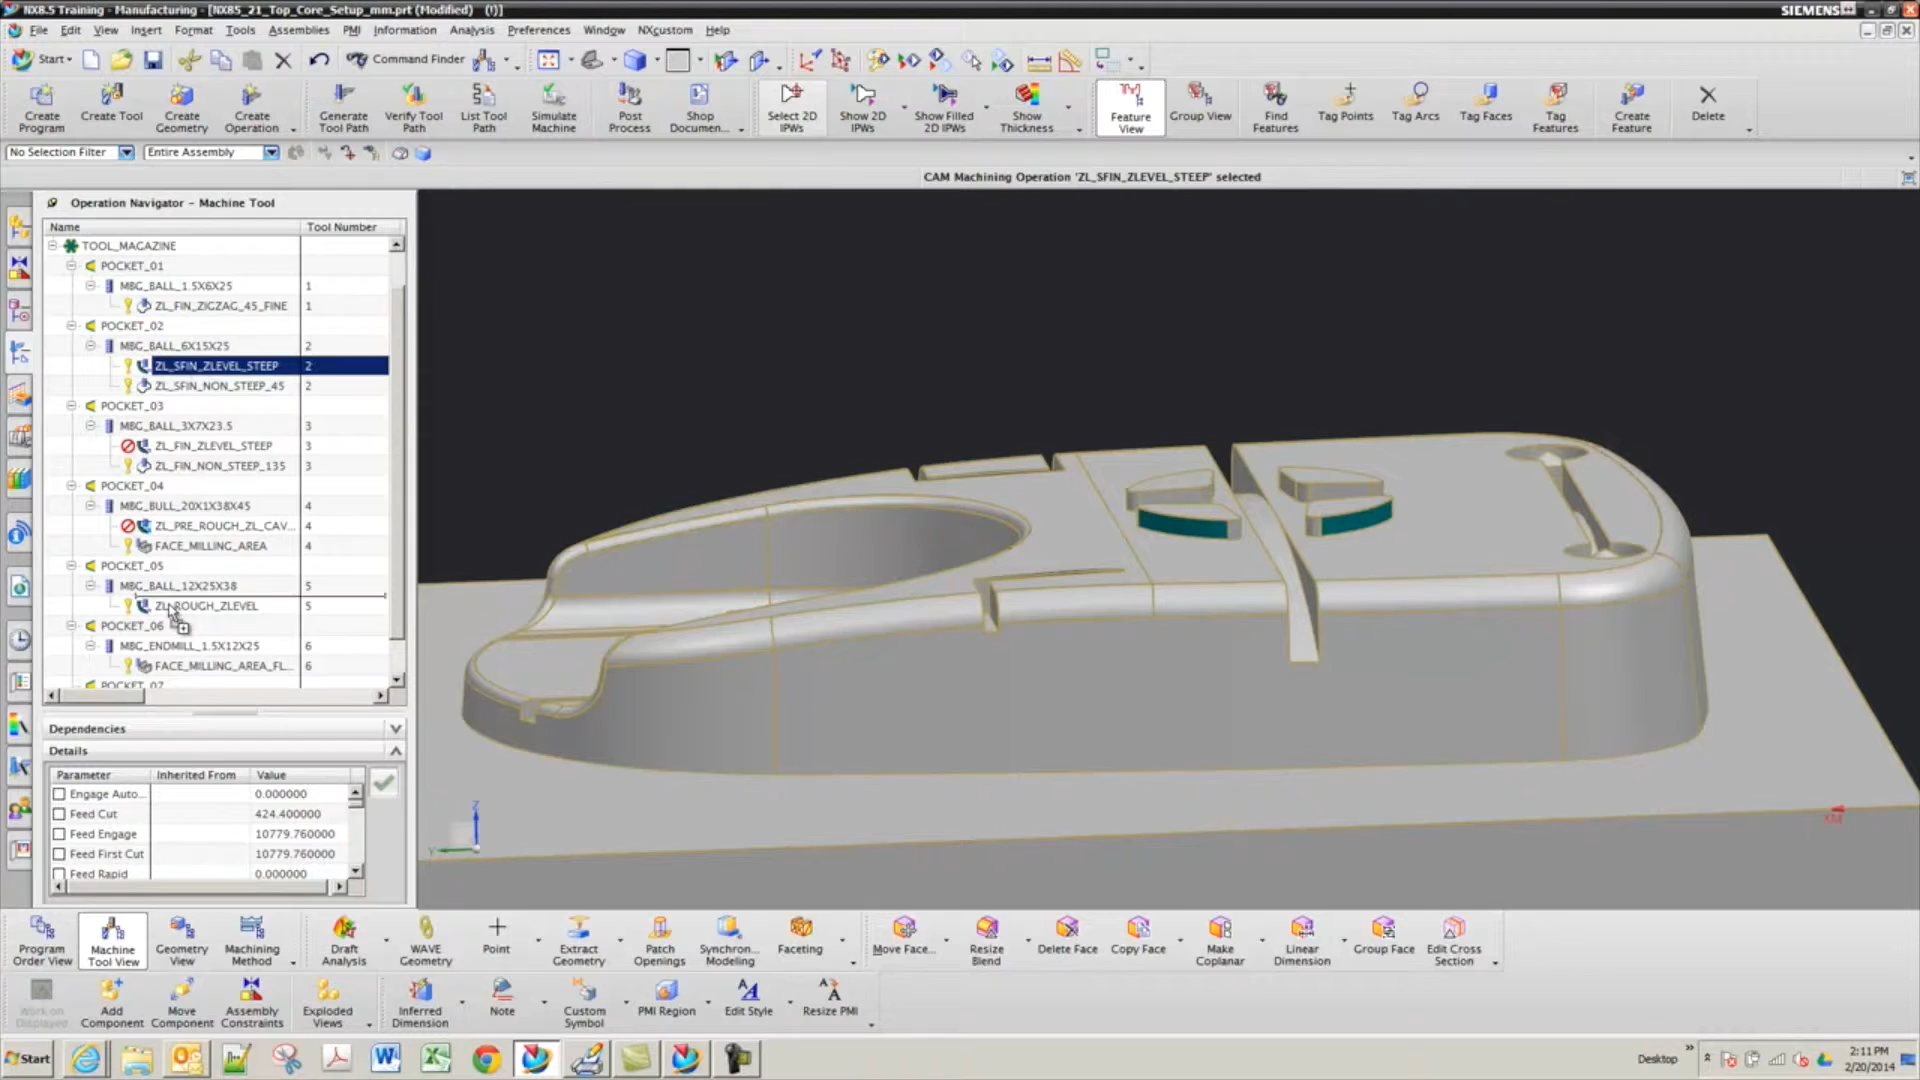 NX8.5 Training - Manufacturing - [NX85_21_Top_Core_Setup_mm.prt (Modified) (!)]
SIEMENS
File Edit View Insert Format Tools Assemblies PMI Information Analysis Preferences Window NXcustom Help
Start Command Finder
Create Program Create Tool Create Geometry Create Operation Generate Tool Path Verify Tool Path List Tool Path Simulate Machine Post Process Shop Documen... Select 2D IPWs Show 2D IPWs Show Filled 2D IPWs Show Thickness Feature View Group View Find Features Tag Points Tag Arcs Tag Faces Tag Features Create Feature Delete
No Selection Filter Entire Assembly
CAM Machining Operation 'ZL_SFIN_ZLEVEL_STEEP' selected
Operation Navigator - Machine Tool
Name Tool Number
TOOL_MAGAZINE
POCKET_01
MBG_BALL_1.5X6X25 1
ZL_FIN_ZIGZAG_45_FINE 1
POCKET_02
MBG_BALL_6X15X25 2
ZL_SFIN_ZLEVEL_STEEP 2
ZL_SFIN_NON_STEEP_45 2
POCKET_03
MBG_BALL_3X7X23.5 3
ZL_FIN_ZLEVEL_STEEP 3
ZL_FIN_NON_STEEP_135 3
POCKET_04
MBG_BULL_20X1X38X45 4
ZL_PRE_ROUGH_ZL_CAV... 4
FACE_MILLING_AREA 4
POCKET_05
MBG_BALL_12X25X38 5
ZL_ROUGH_ZLEVEL 5
POCKET_06
MBG_ENDMILL_1.5X12X25 6
FACE_MILLING_AREA_FL... 6
POCKET_07
Dependencies
Details
Parameter Inherited From Value
Engage Auto... 0.000000
Feed Cut 424.400000
Feed Engage 10779.760000
Feed First Cut 10779.760000
Feed Rapid 0.000000
Z
Y
XM
Program Order View Machine Tool View Geometry View Machining Method Draft Analysis WAVE Geometry Point Extract Geometry Patch Openings Synchron... Modeling Faceting Move Face... Resize Blend Delete Face Copy Face Make Coplanar Linear Dimension Group Face Edit Cross Section
Work on Displayed Add Component Move Component Assembly Constraints Exploded Views Inferred Dimension Note Custom Symbol PMI Region Edit Style Resize PMI
Start Desktop 2:11 PM
2/20/2014